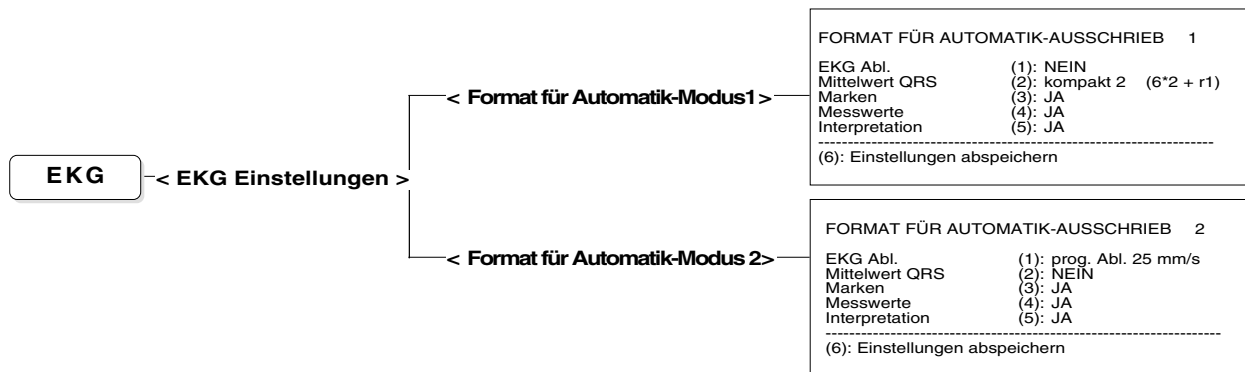 EKG
< EKG Einstellungen >
< Format für Automatik-Modus1 >
FORMAT FÜR AUTOMATIK-AUSSCHRIEB 1
EKG Abl. (1): NEIN
Mittelwert QRS (2): kompakt 2 (6*2 + r1)
Marken (3): JA
Messwerte (4): JA
Interpretation (5): JA
(6): Einstellungen abspeichern
< Format für Automatik-Modus 2>
FORMAT FÜR AUTOMATIK-AUSSCHRIEB 2
EKG Abl. (1): prog. Abl. 25 mm/s
Mittelwert QRS (2): NEIN
Marken (3): JA
Messwerte (4): JA
Interpretation (5): JA
(6): Einstellungen abspeichern